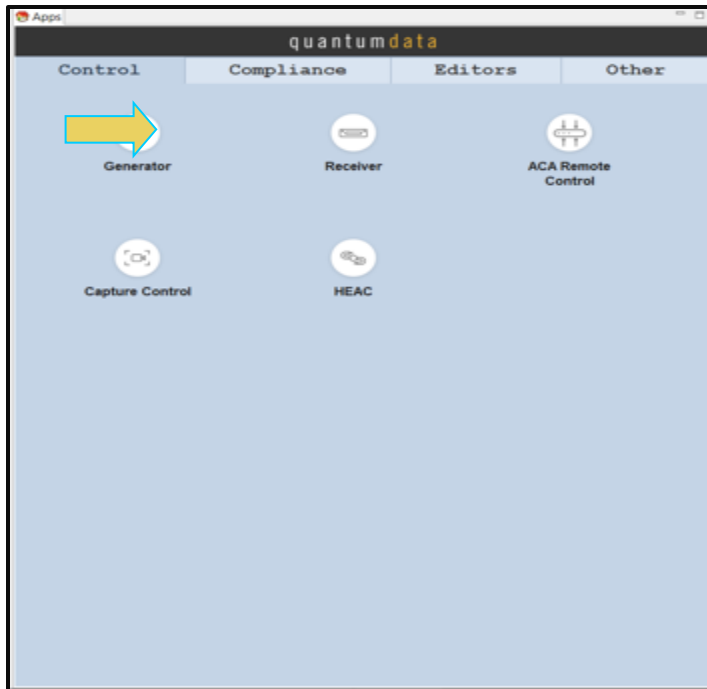 Apps
quantumdata
Control Compliance Editors Other
Generator Receiver ACA Remote
Control
Capture Control HEAC